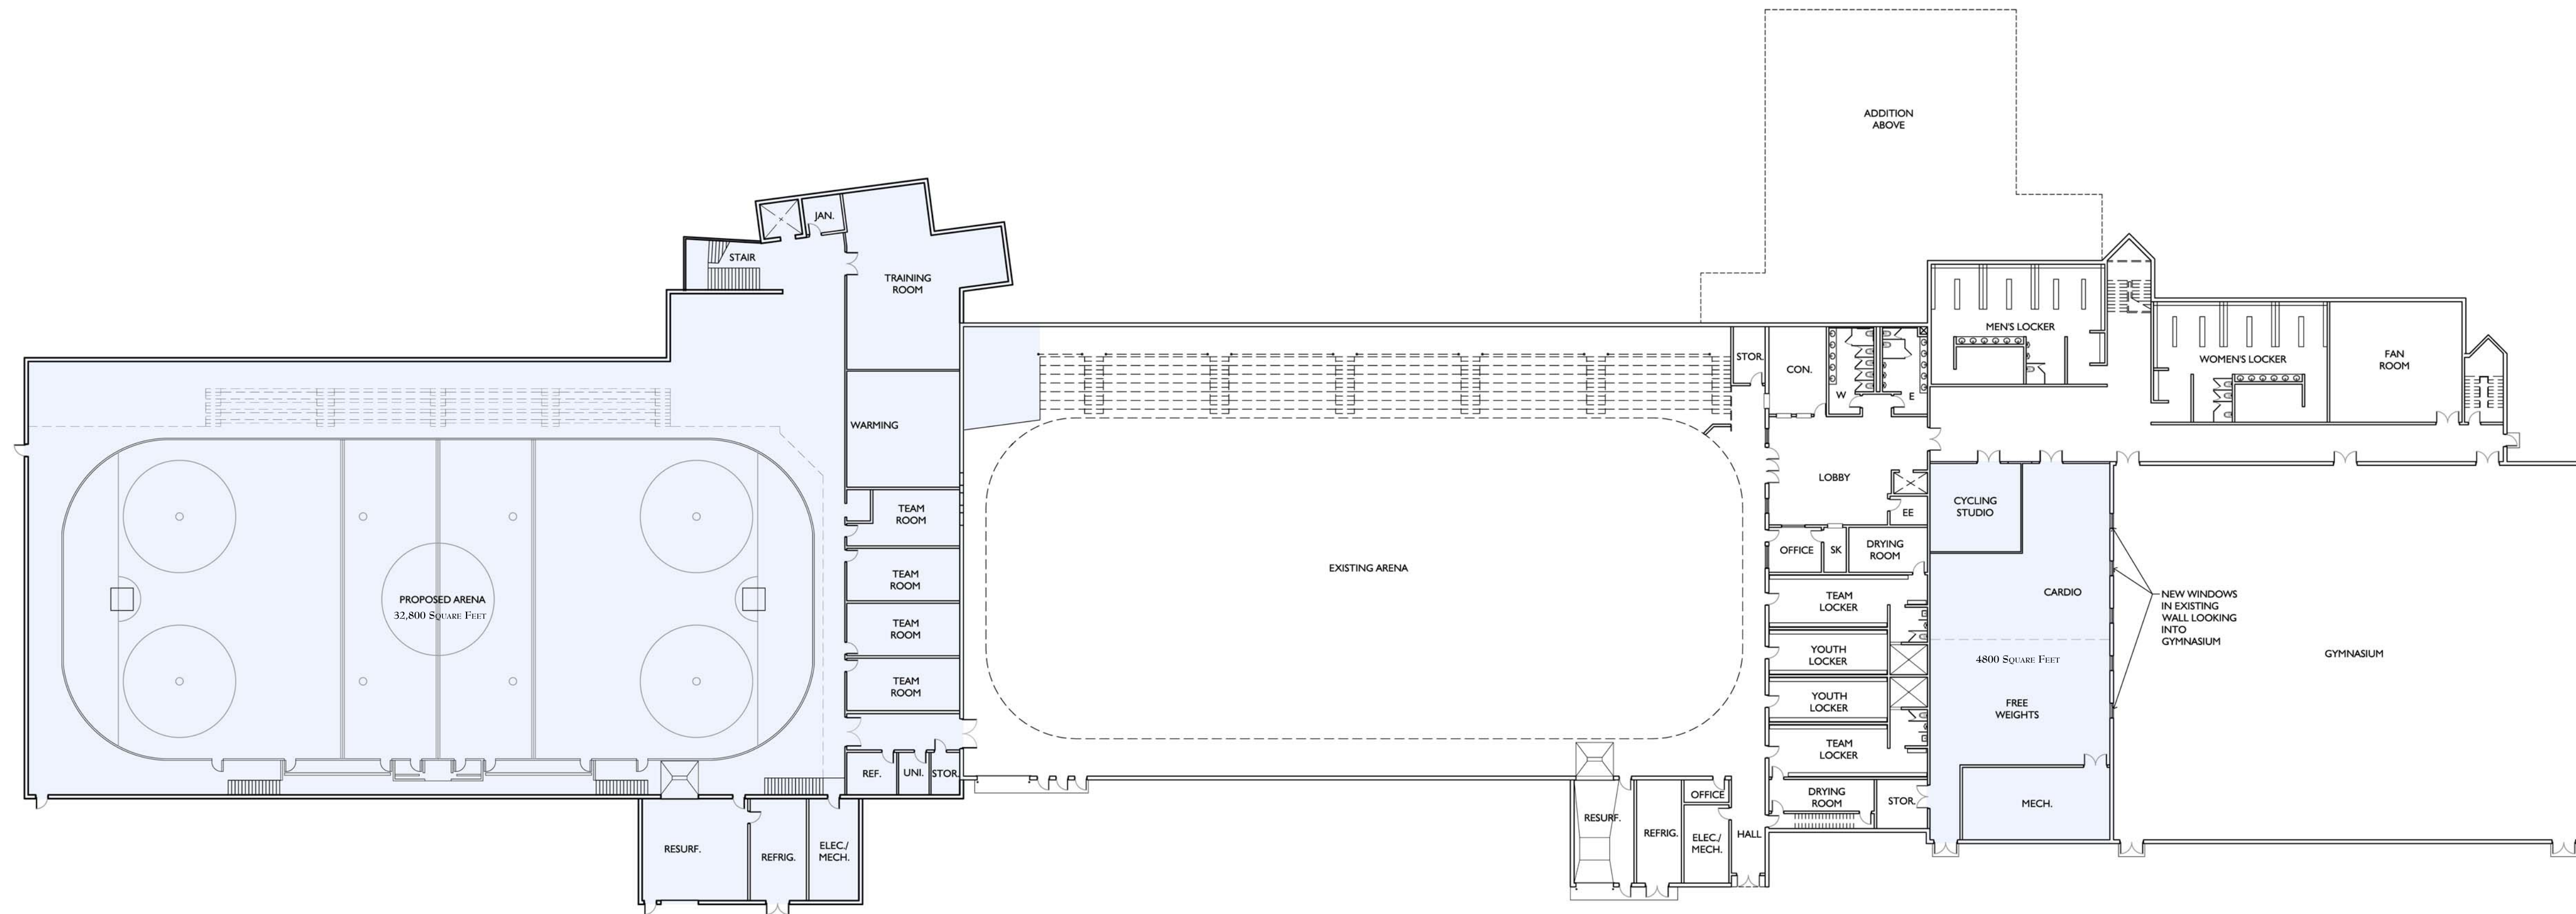 ADDITION
ABOVE
JAN.
STAIR
TRAINING
ROOM
WARMING
TEAM
ROOM
TEAM
ROOM
TEAM
ROOM
TEAM
ROOM
REF.
UNI.
STOR.
PROPOSED ARENA
32,800 SQUARE FEET
RESURF.
REFRIG.
ELEC./
MECH.
EXISTING ARENA
STOR.
CON.
W
E
LOBBY
EE
OFFICE
SK
DRYING
ROOM
TEAM
LOCKER
YOUTH
LOCKER
YOUTH
LOCKER
TEAM
LOCKER
DRYING
ROOM
STOR.
RESURF.
REFRIG.
OFFICE
ELEC./
MECH.
HALL
MEN'S LOCKER
WOMEN'S LOCKER
FAN
ROOM
CYCLING
STUDIO
CARDIO
4800 SQUARE FEET
FREE
WEIGHTS
MECH.
NEW WINDOWS
IN EXISTING
WALL LOOKING
INTO
GYMNASIUM
GYMNASIUM